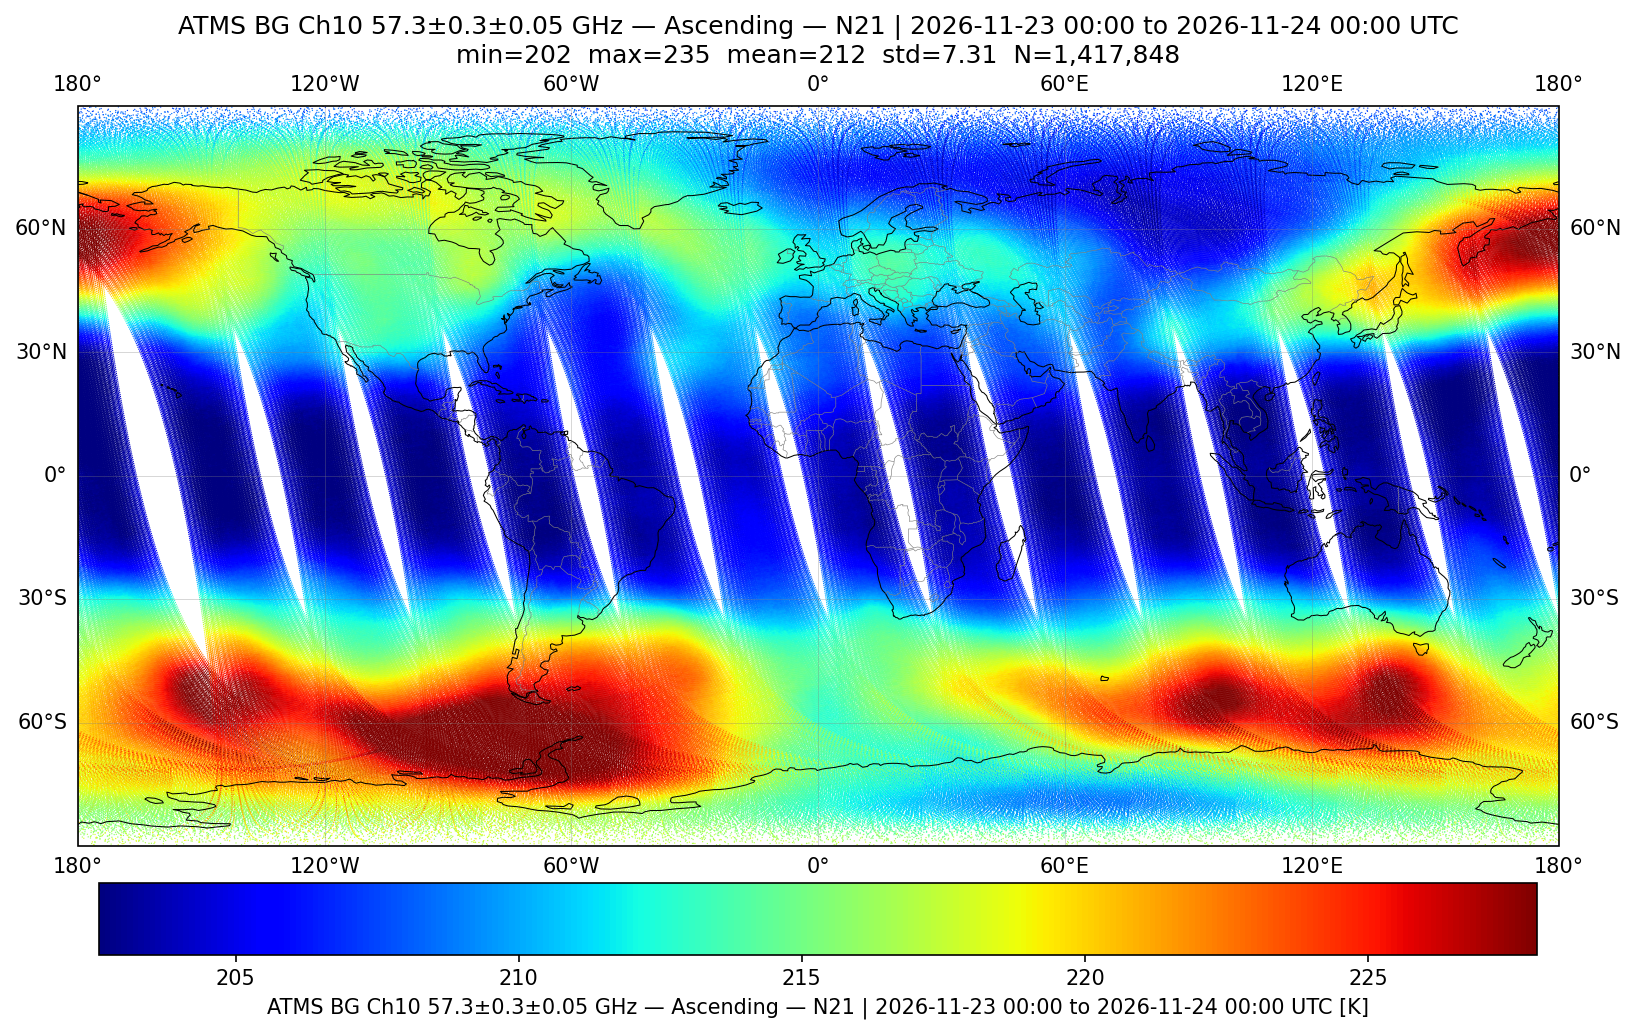 ATMS BG Ch10 57.3±0.3±0.05 GHz — Ascending — N21 | 2026-11-23 00:00 to 2026-11-24 00:00 UTC
min=202 max=235 mean=212 std=7.31 N=1,417,848
180° 120°W 60°W 0° 60°E 120°E 180°
60°N 60°N
30°N 30°N
0° 0°
30°S 30°S
60°S 60°S
180° 120°W 60°W 0° 60°E 120°E 180°
205 210 215 220 225
ATMS BG Ch10 57.3±0.3±0.05 GHz — Ascending — N21 | 2026-11-23 00:00 to 2026-11-24 00:00 UTC [K]